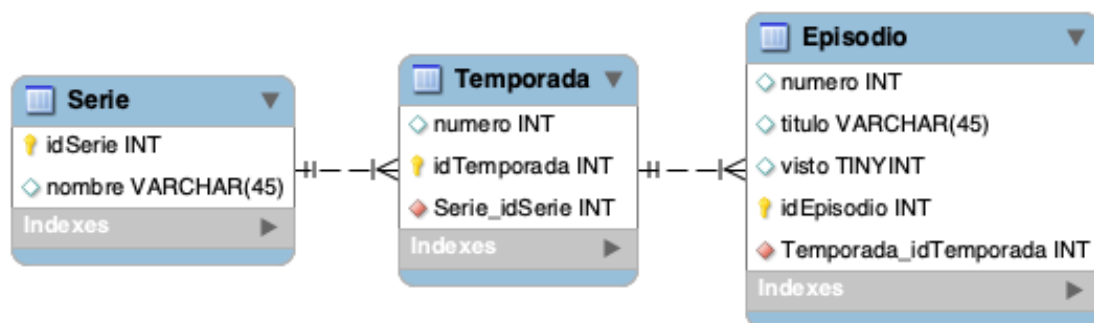 Serie
idSerie INT
nombre VARCHAR(45)
Indexes
Temporada
numero INT
idTemporada INT
Serie_idSerie INT
Indexes
Episodio
numero INT
titulo VARCHAR(45)
visto TINYINT
idEpisodio INT
Temporada_idTemporada INT
Indexes